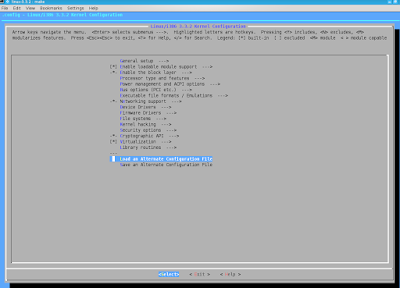 linux-3.3.2 : make
File Edit View Bookmarks Settings Help
.config - Linux/i386 3.3.2 Kernel Configuration
Linux/i386 3.3.2 Kernel Configuration
Arrow keys navigate the menu. <Enter> selects submenus --->. Highlighted letters are hotkeys. Pressing <Y> includes, <N> excludes, <M>
modularizes features. Press <Esc><Esc> to exit, <?> for Help, </> for Search. Legend: [*] built-in [ ] excluded <M> module < > module capable
General setup --->
[*] Enable loadable module support --->
-*- Enable the block layer --->
Processor type and features --->
Power management and ACPI options --->
Bus options (PCI etc.) --->
Executable file formats / Emulations --->
-*- Networking support --->
Device Drivers --->
Firmware Drivers --->
File systems --->
Kernel hacking --->
Security options --->
-*- Cryptographic API --->
[*] Virtualization --->
Library routines --->
---
Load an Alternate Configuration File
Save an Alternate Configuration File
<Select> < Exit > < Help >